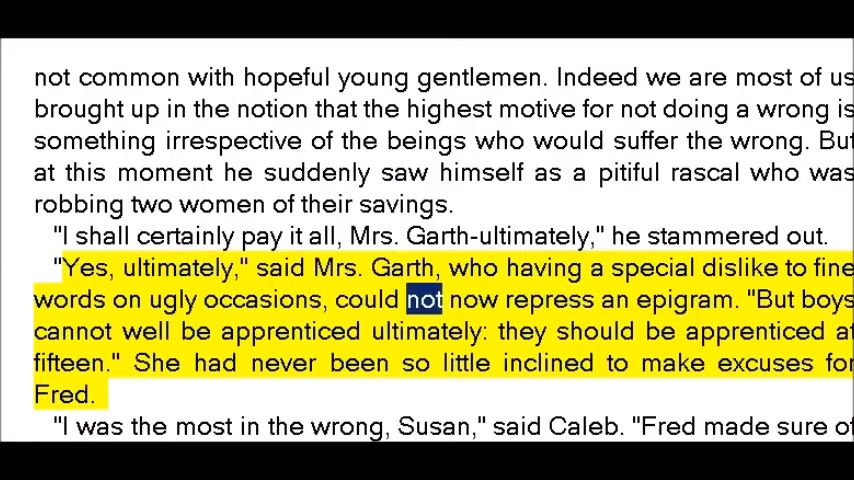 not common with hopeful young gentlemen. Indeed we are most of us
brought up in the notion that the highest motive for not doing a wrong is
something irrespective of the beings who would suffer the wrong. But
at this moment he suddenly saw himself as a pitiful rascal who was
robbing two women of their savings.
"I shall certainly pay it all, Mrs. Garth-ultimately," he stammered out.
"Yes, ultimately," said Mrs. Garth, who having a special dislike to fine
words on ugly occasions, could not now repress an epigram. "But boys
cannot well be apprenticed ultimately: they should be apprenticed at
fifteen." She had never been so little inclined to make excuses for
Fred.
"I was the most in the wrong, Susan," said Caleb. "Fred made sure of